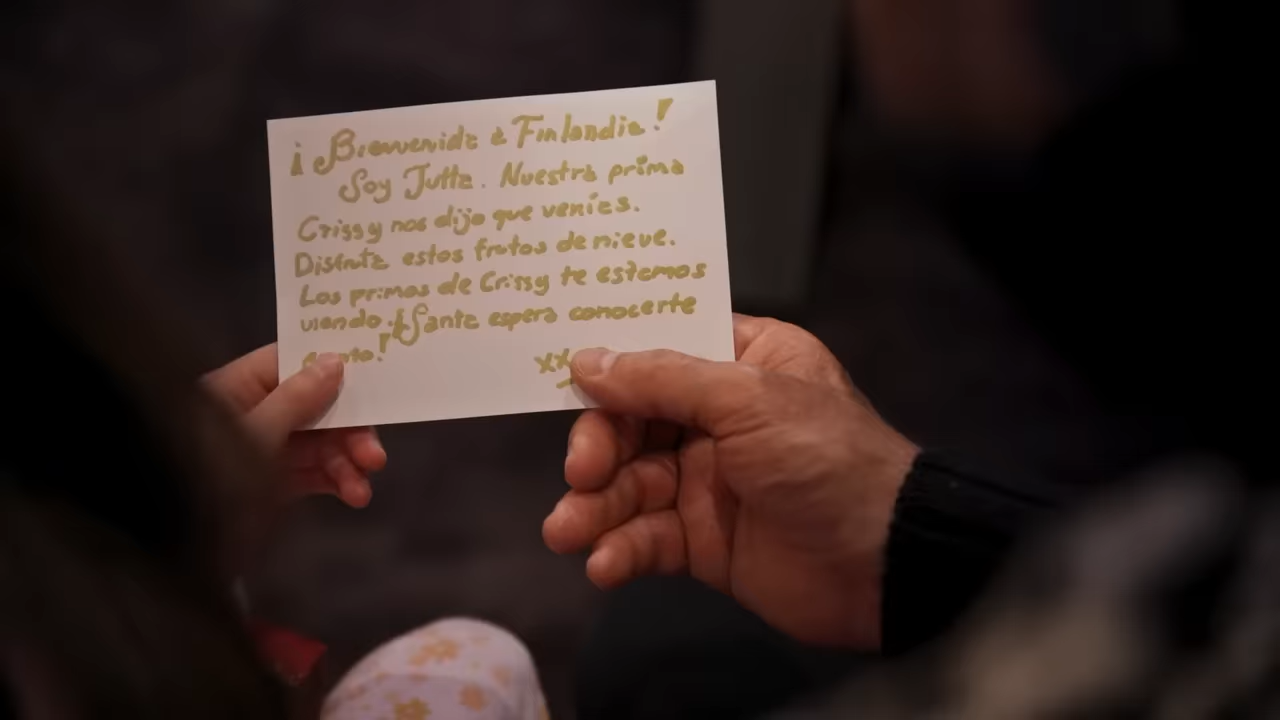 ¡Bienvenida a Finlandia!
Soy Jutta. Nuestra prima
Crissy nos dijo que venías.
Disfruta estos frutos de nieve.
Los primos de Crissy te estamos
viendo. ¡Santa espera conocerte
xx